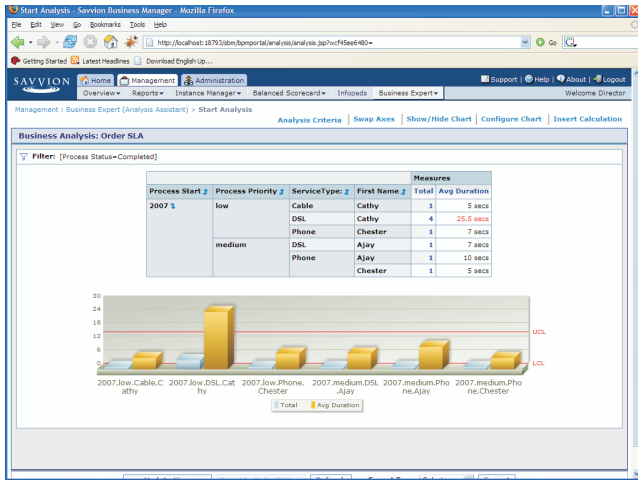 Start Analysis - Savvion Business Manager - Mozilla Firefox
File Edit View Go Bookmarks Tools Help
http://localhost:18793/sbm/bpmportal/analysis/analysis.jsp?wcf45ee6480= Go
Getting Started Latest Headlines Download English Up...
SAVVION Home Management Administration Support Help About Logout
Overview Reports Instance Manager Balanced Scorecard Infopads Business Expert Welcome Director
Management : Business Expert (Analysis Assistant) > Start Analysis
Analysis Criteria Swap Axes Show/Hide Chart Configure Chart Insert Calculation
Business Analysis: Order SLA
Filter: [Process Status=Completed]
Measures
Process Start Process Priority ServiceType: First Name Total Avg Duration
2007 low Cable Cathy 1 5 secs
DSL Cathy 4 25.5 secs
Phone Chester 1 7 secs
medium DSL Ajay 1 7 secs
Phone Ajay 1 10 secs
Chester 1 5 secs
30
24
18
UCL
12
6
0 LCL
2007.low.Cable.C 2007.low.DSL.Cat 2007.low.Phone. 2007.medium.DSL 2007.medium.Pho 2007.medium.Pho
athy hy Chester .Ajay ne.Ajay ne.Chester
Total Avg Duration